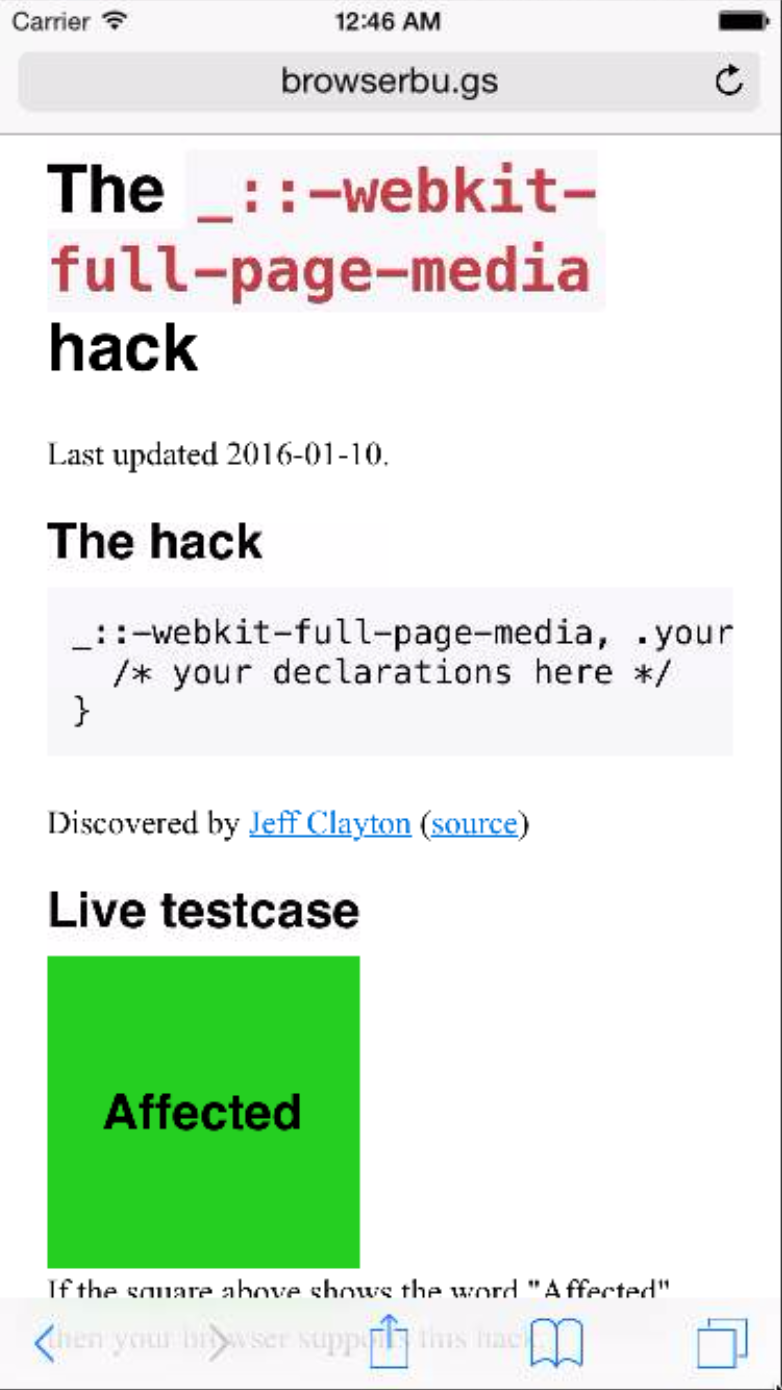 Carrier 12:46 AM
browserbu.gs
The _::-webkit-
full-page-media
hack
Last updated 2016-01-10.
The hack
_::-webkit-full-page-media, .your
/* your declarations here */
}
Discovered by Jeff Clayton (source)
Live testcase
Affected
If the square above shows the word "Affected"
then your browser supports this hack.